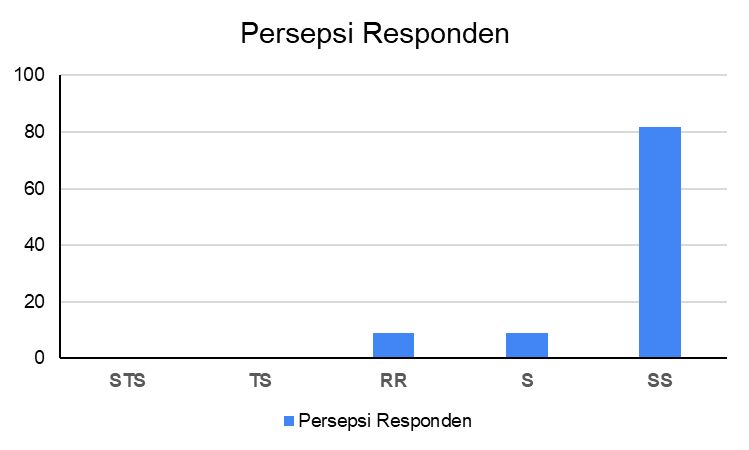 Persepsi Responden
100
80
60
40
20
0
STS TS RR S SS
Persepsi Responden